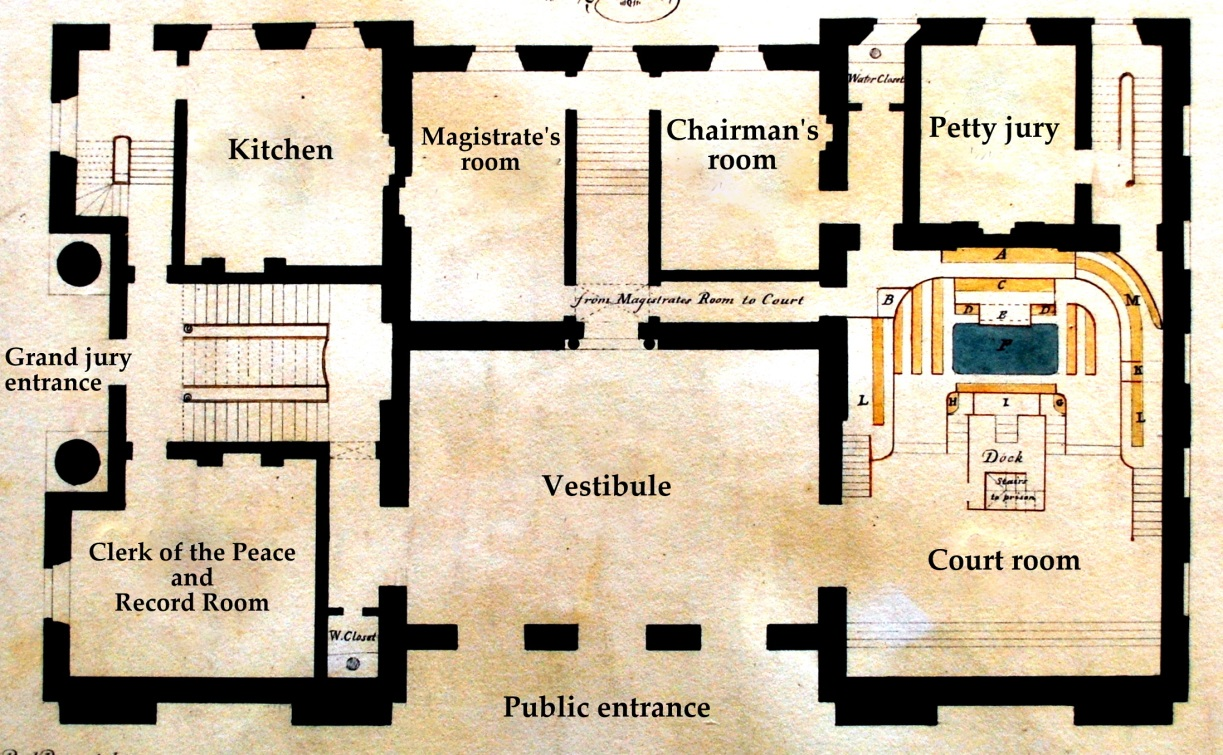 Water Closet
Kitchen
Magistrate's
room
Chairman's
room
Petty jury
from Magistrates Room to Court
A
B
C
D
E
D
F
M
K
L
L
H
I
G
Grand jury
entrance
Dock
Stairs
to prison
Vestibule
Court room
Clerk of the Peace
and
Record Room
W. Closet
Public entrance